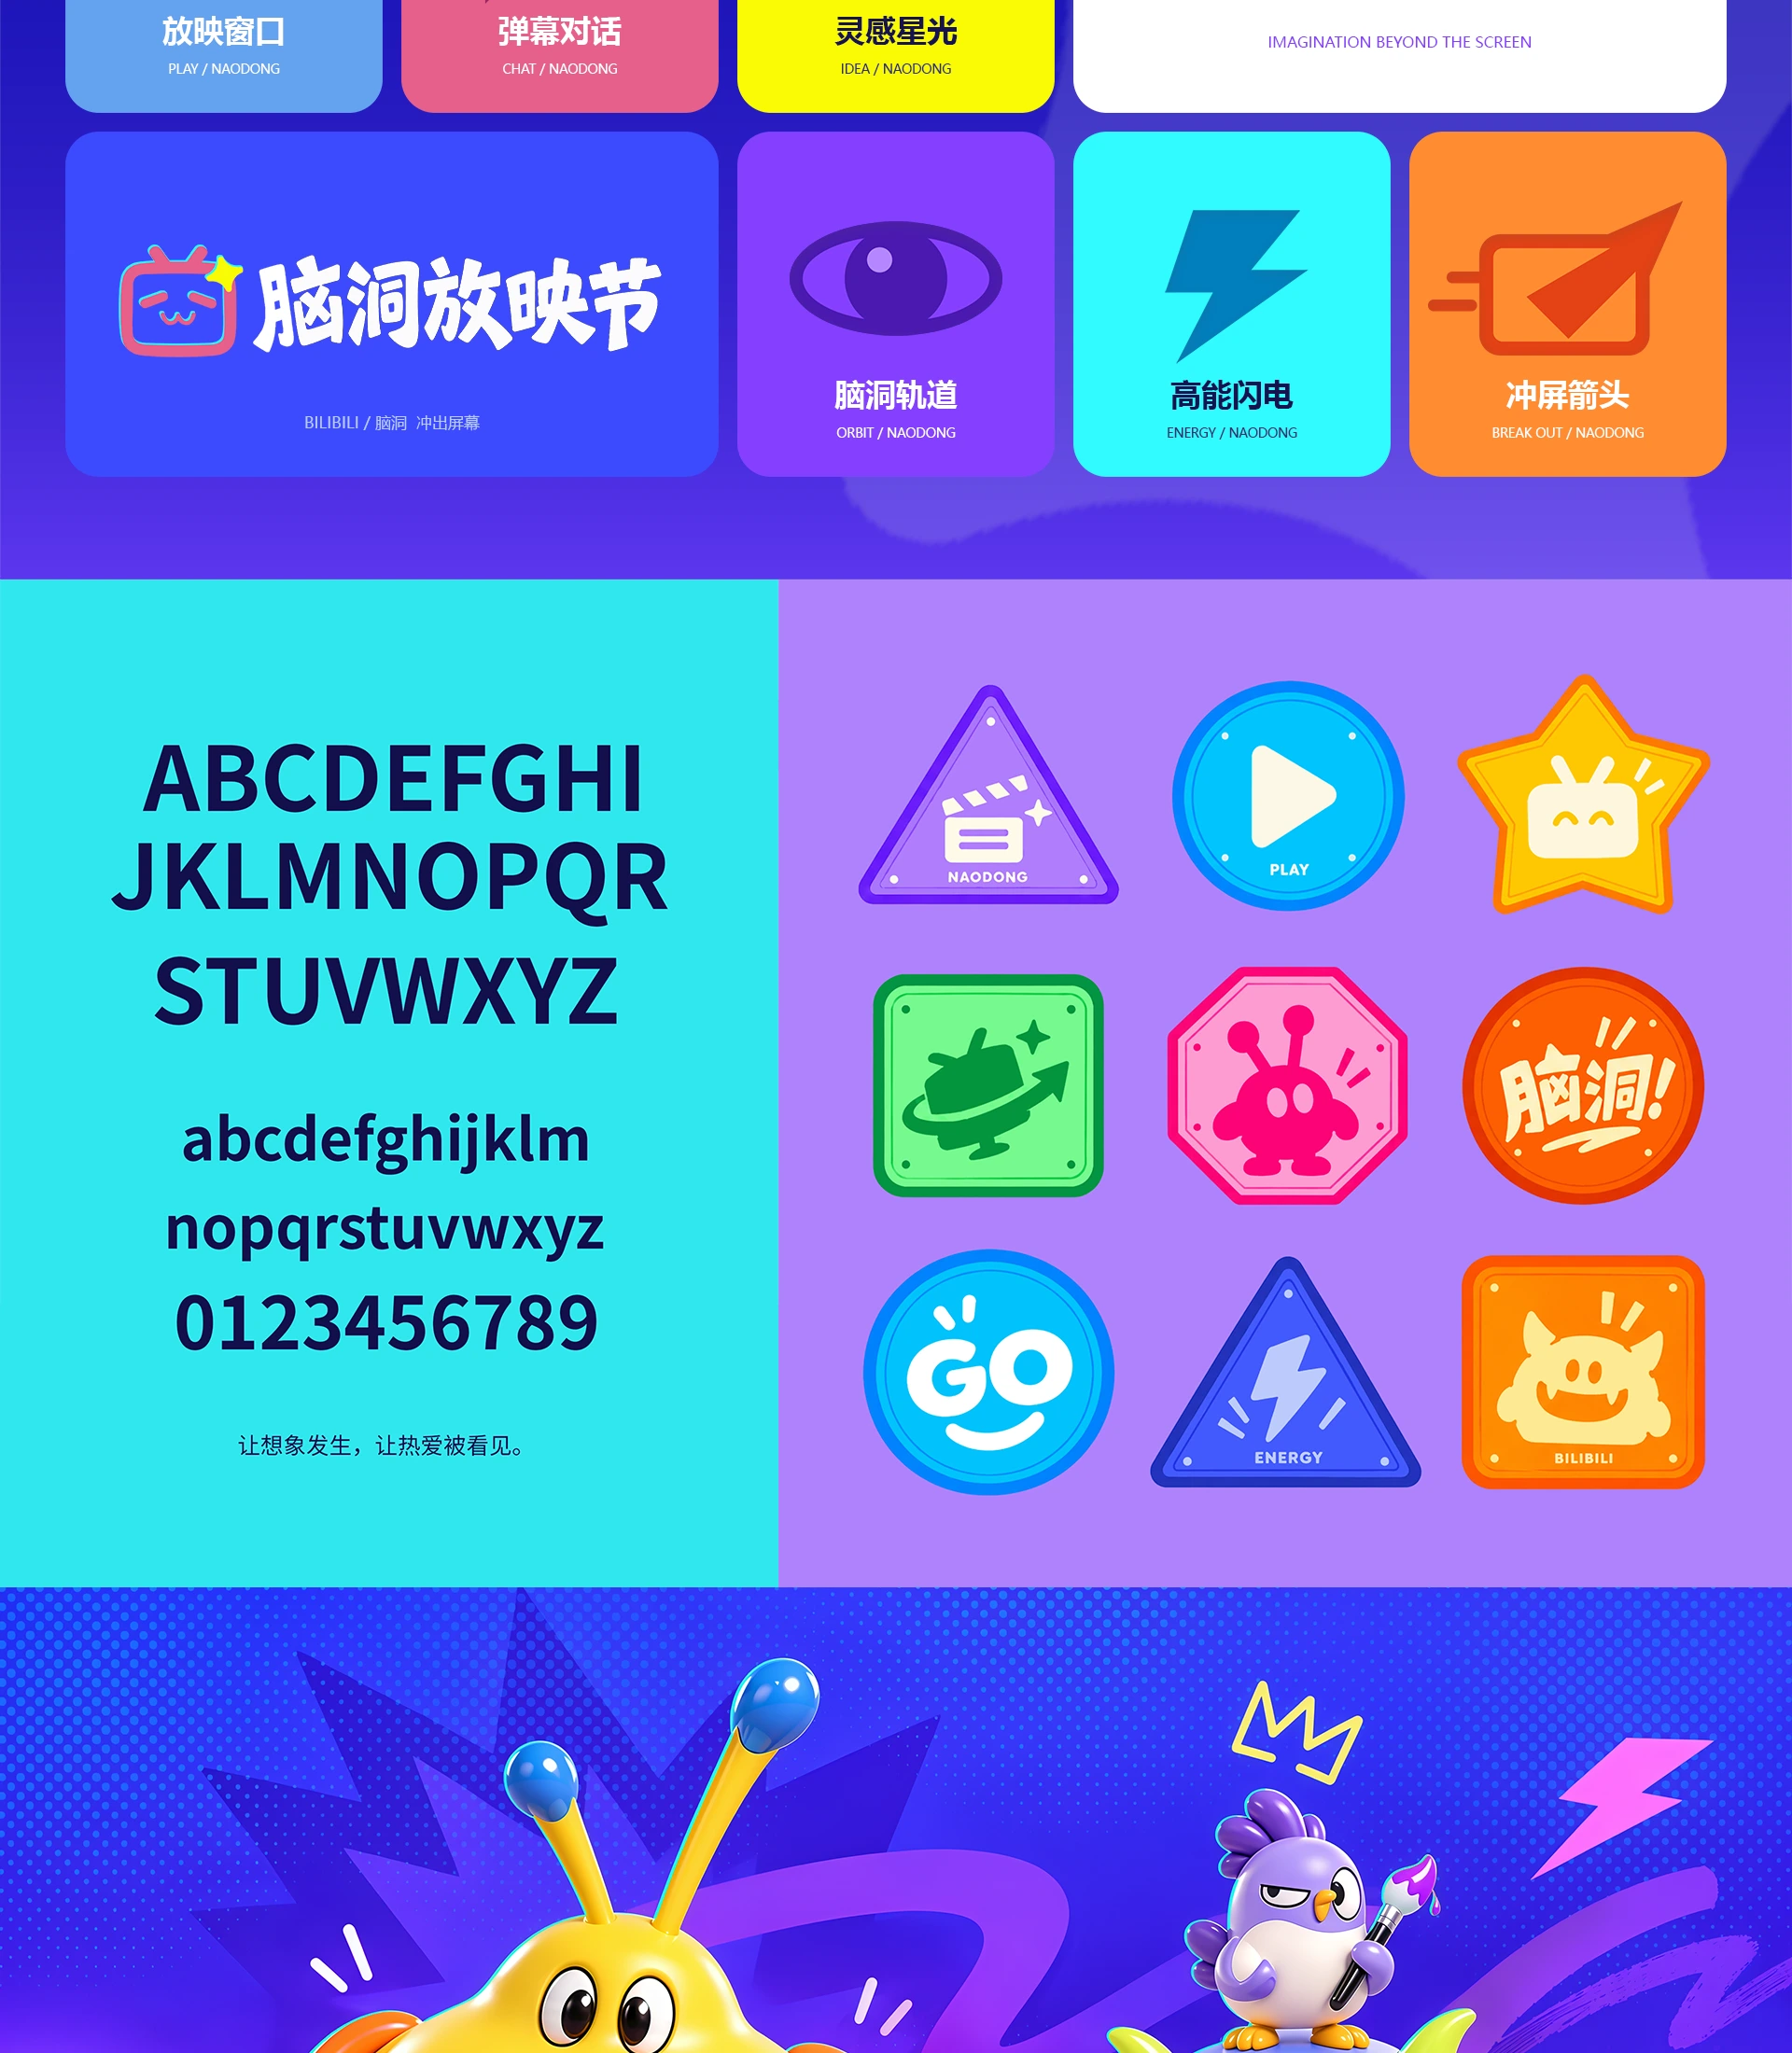 放映窗口
PLAY / NAODONG
弹幕对话
CHAT / NAODONG
灵感星光
IDEA / NAODONG
IMAGINATION BEYOND THE SCREEN
脑洞放映节
BILIBILI / 脑洞 冲出屏幕
脑洞轨道
ORBIT / NAODONG
高能闪电
ENERGY / NAODONG
冲屏箭头
BREAK OUT / NAODONG
ABCDEFGHI
JKLMNOPQR
STUVWXYZ
abcdefghijklm
nopqrstuvwxyz
0123456789
让想象发生，让热爱被看见。
NAODONG
PLAY
脑洞!
GO
ENERGY
BILIBILI